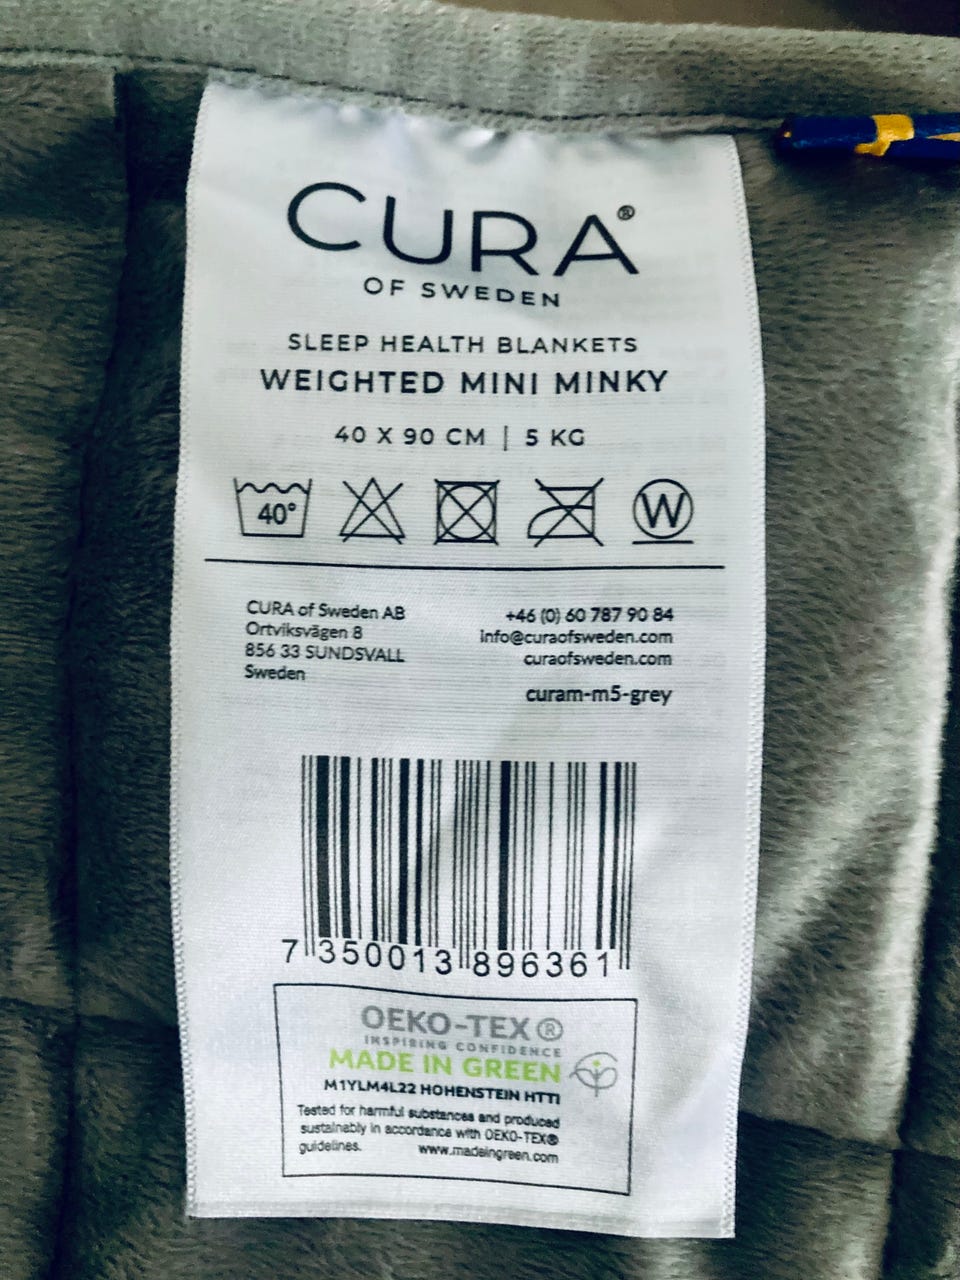 CURA®
OF SWEDEN
SLEEP HEALTH BLANKETS
WEIGHTED MINI MINKY
40 X 90 CM | 5 KG
40° W
CURA of Sweden AB
Ortviksvägen 8
856 33 SUNDSVALL
Sweden
+46 (0) 60 787 90 84
info@curaofsweden.com
curaofsweden.com
curam-m5-grey
7 350013 896361
OEKO-TEX®
INSPIRING CONFIDENCE
MADE IN GREEN
M1YLM4L22 HOHENSTEIN HTTI
Tested for harmful substances and produced
sustainably in accordance with OEKO-TEX®
guidelines. www.madeingreen.com